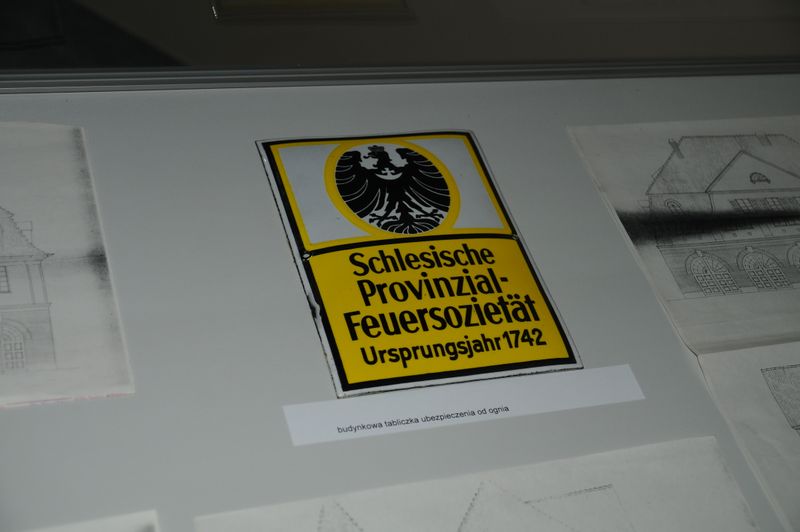 Schlesische
Provinzial-
Feuersozietät
Ursprungsjahr 1742
budynkowa tabliczka ubezpieczenia od ognia